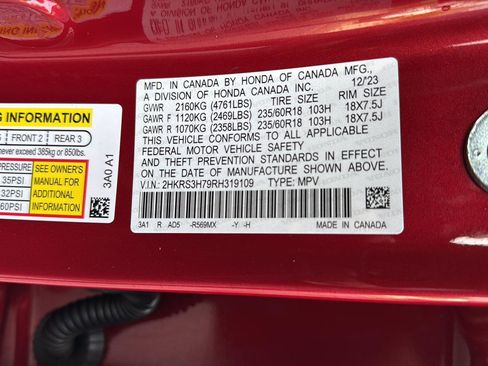 MFD. IN CANADA BY HONDA OF CANADA MFG.,
A DIVISION OF HONDA CANADA INC. 12/23
GVWR 2160KG (4761LBS) TIRE SIZE RIM SIZE
GAWR F 1120KG (2469LBS) 235/60R18 103H 18X7.5J
GAWR R 1070KG (2358LBS) 235/60R18 103H 18X7.5J
THIS VEHICLE CONFORMS TO ALL APPLICABLE
FEDERAL MOTOR VEHICLE SAFETY
AND THEFT PREVENTION STANDARDS IN EFFECT
ON THE DATE OF MANUFACTURE SHOWN ABOVE.
V.I.N.: 2HKRS3H79RH319109 TYPE: MPV
3A1 R AD5 -R569MX -Y -H MADE IN CANADA
G INFORMATION
FRONT 2 REAR 3
never exceed 385kg or 850lbs.
PRESSURE
35PSI
32PSI
60PSI
SEE OWNER'S
MANUAL FOR
ADDITIONAL
INFORMATION
3A0 A1